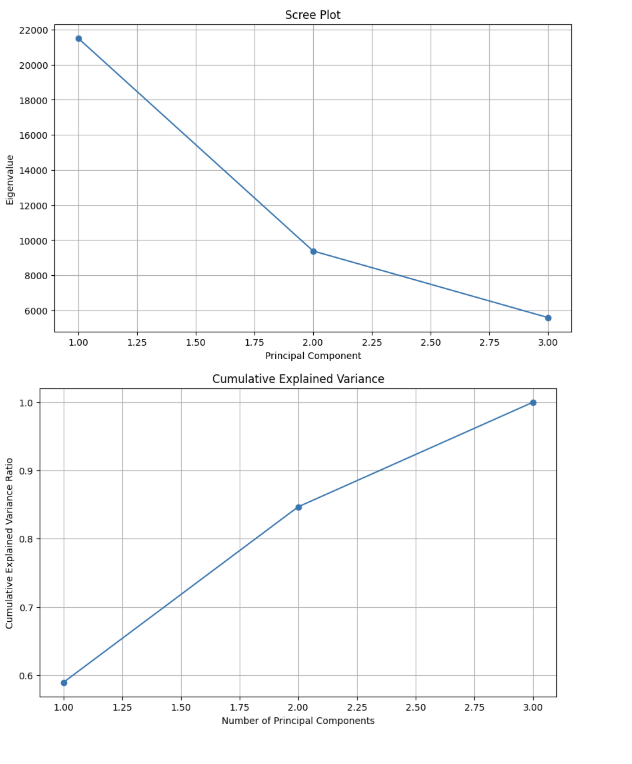 Scree Plot
22000
20000
18000
16000
14000
12000
10000
8000
6000
Eigenvalue
1.00 1.25 1.50 1.75 2.00 2.25 2.50 2.75 3.00
Principal Component
Cumulative Explained Variance
1.0
0.9
0.8
0.7
0.6
Cumulative Explained Variance Ratio
1.00 1.25 1.50 1.75 2.00 2.25 2.50 2.75 3.00
Number of Principal Components